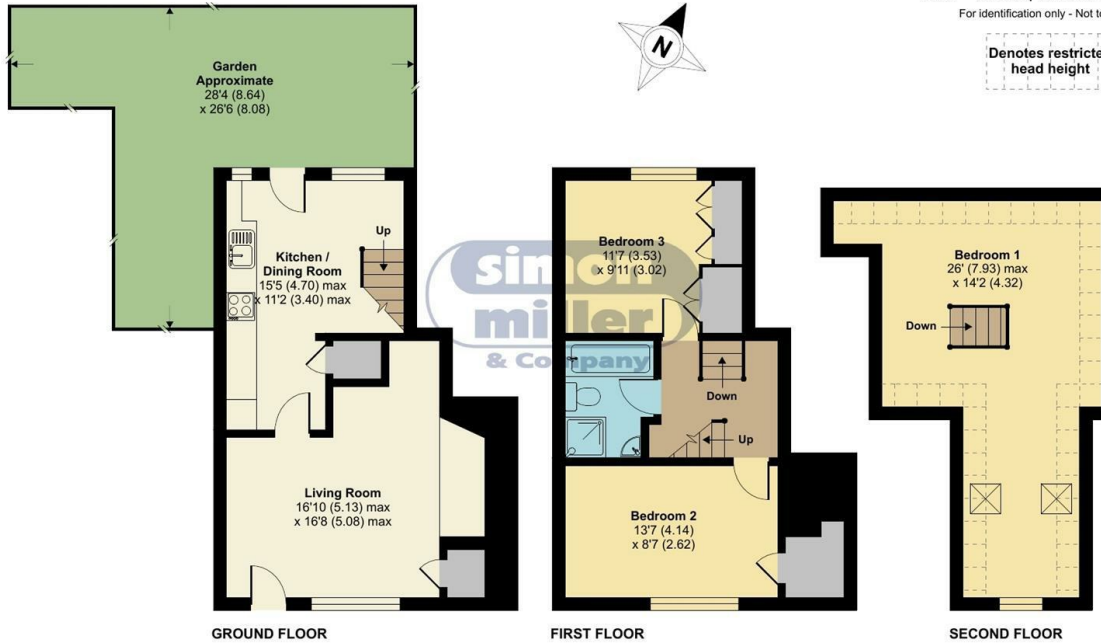 For identification only - Not t
N
Denotes restricte
head height
Garden
Approximate
28'4 (8.64)
x 26'6 (8.08)
Up
Kitchen /
Dining Room
15'5 (4.70) max
x 11'2 (3.40) max
Living Room
16'10 (5.13) max
x 16'8 (5.08) max
GROUND FLOOR
simon
miller
& Company
Bedroom 3
11'7 (3.53)
x 9'11 (3.02)
Down
Up
Bedroom 2
13'7 (4.14)
x 8'7 (2.62)
FIRST FLOOR
Bedroom 1
26' (7.93) max
x 14'2 (4.32)
Down
SECOND FLOOR